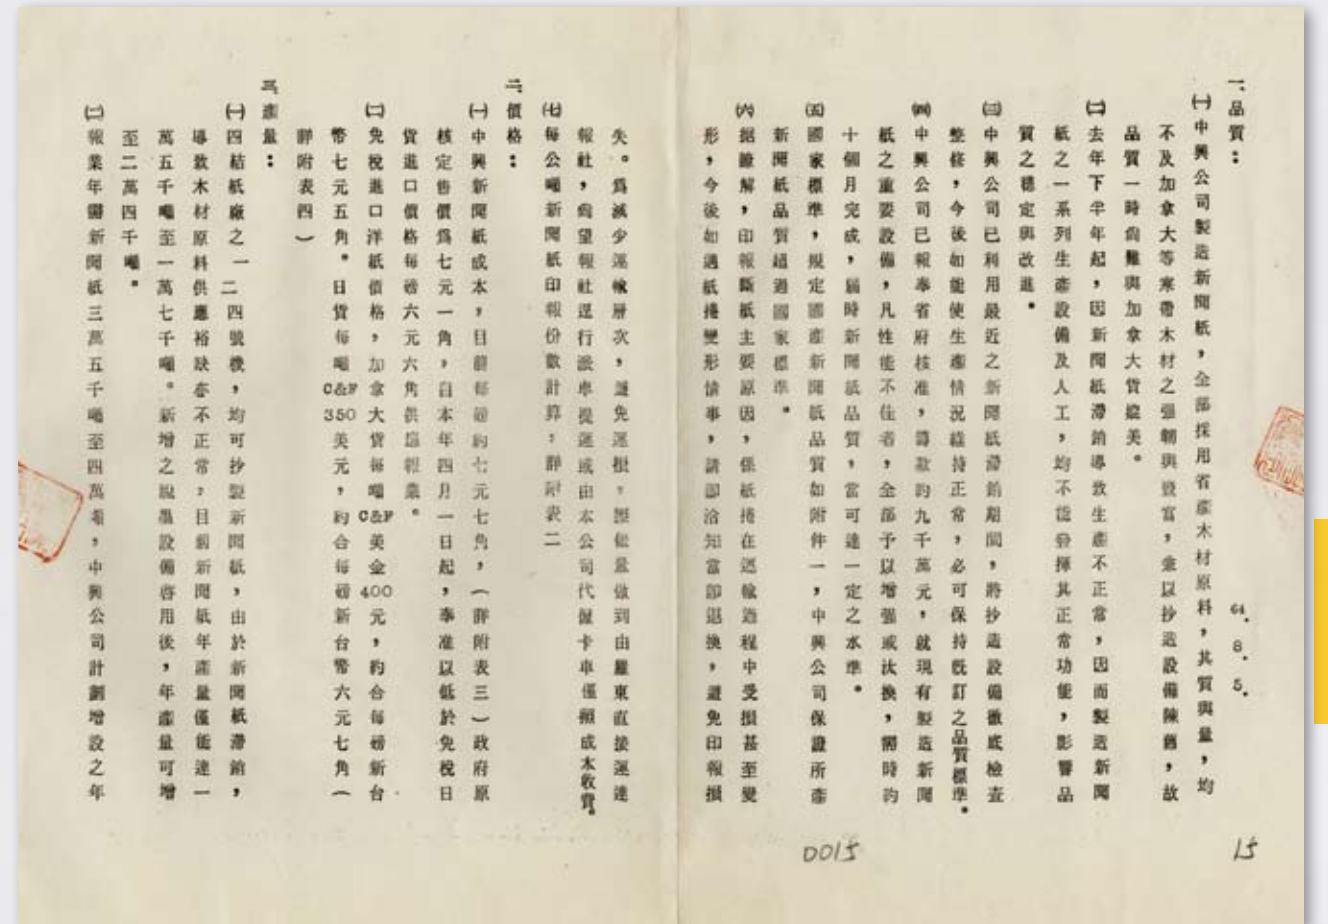 64. 8. 5.
一、品質：
㈠中興公司製造新聞紙，全部採用省產木材原料，其質與量，均
不及加拿大等寒帶木材之强韌與豐富，兼以抄造設備陳舊，故
品質一時尙難與加拿大貨媲美。
㈡去年下半年起，因新聞紙滯銷導致生產不正常，因而製造新聞
紙之一系列生產設備及人工，均不能發揮其正常功能，影響品
質之穩定與改進。
㈢中興公司已利用最近之新聞紙滯銷期間，將抄造設備徹底檢查
整修，今後如能使生產情況維持正常，必可保持旣訂之品質標準。
㈣中興公司已報奉省府核准，籌款約九千萬元，就現有製造新聞
紙之重要設備，凡性能不佳者，全部予以增强或汰換，需時約
十個月完成，屆時新聞紙品質，當可達一定之水準。
㈤國家標準，規定國產新聞紙品質如附件一，中興公司保證所產
新聞紙品質超過國家標準。
㈥據瞭解，印報斷紙主要原因，係紙捲在運輸過程中受損甚至變
形，今後如遇紙捲變形情事，請卽洽知當卽退換，避免印報損
失。爲減少運輸層次，避免運損，應儘量做到由羅東直接運達
報社，尙望報社逕行派車提運或由本公司代僱卡車僅照成本收費。
㈦每公噸新聞紙印報份數計算，詳附表二
二、價格：
㈠中興新聞紙成本，目前每磅約七元七角，（詳附表三）政府原
核定售價爲七元一角，自本年四月一日起，奉准以低於免稅日
貨進口價格每磅六元六角供應報業。
㈡免稅進口洋紙價格，加拿大貨每噸C&F美金400元，約合每磅新台
幣七元五角。日貨每噸C&F350美元，約合每磅新台幣六元七角（
詳附表四）
三、產量：
㈠四結紙廠之一二四號機，均可抄製新聞紙，由於新聞紙滯銷，
導致木材原料供應裕缺亦不正常，目前新聞紙年產量僅能達一
萬五千噸至一萬七千噸。新增之脫墨設備啓用後，年產量可增
至二萬四千噸。
㈡報業年需新聞紙三萬五千噸至四萬噸，中興公司計劃增設之年
0015
15